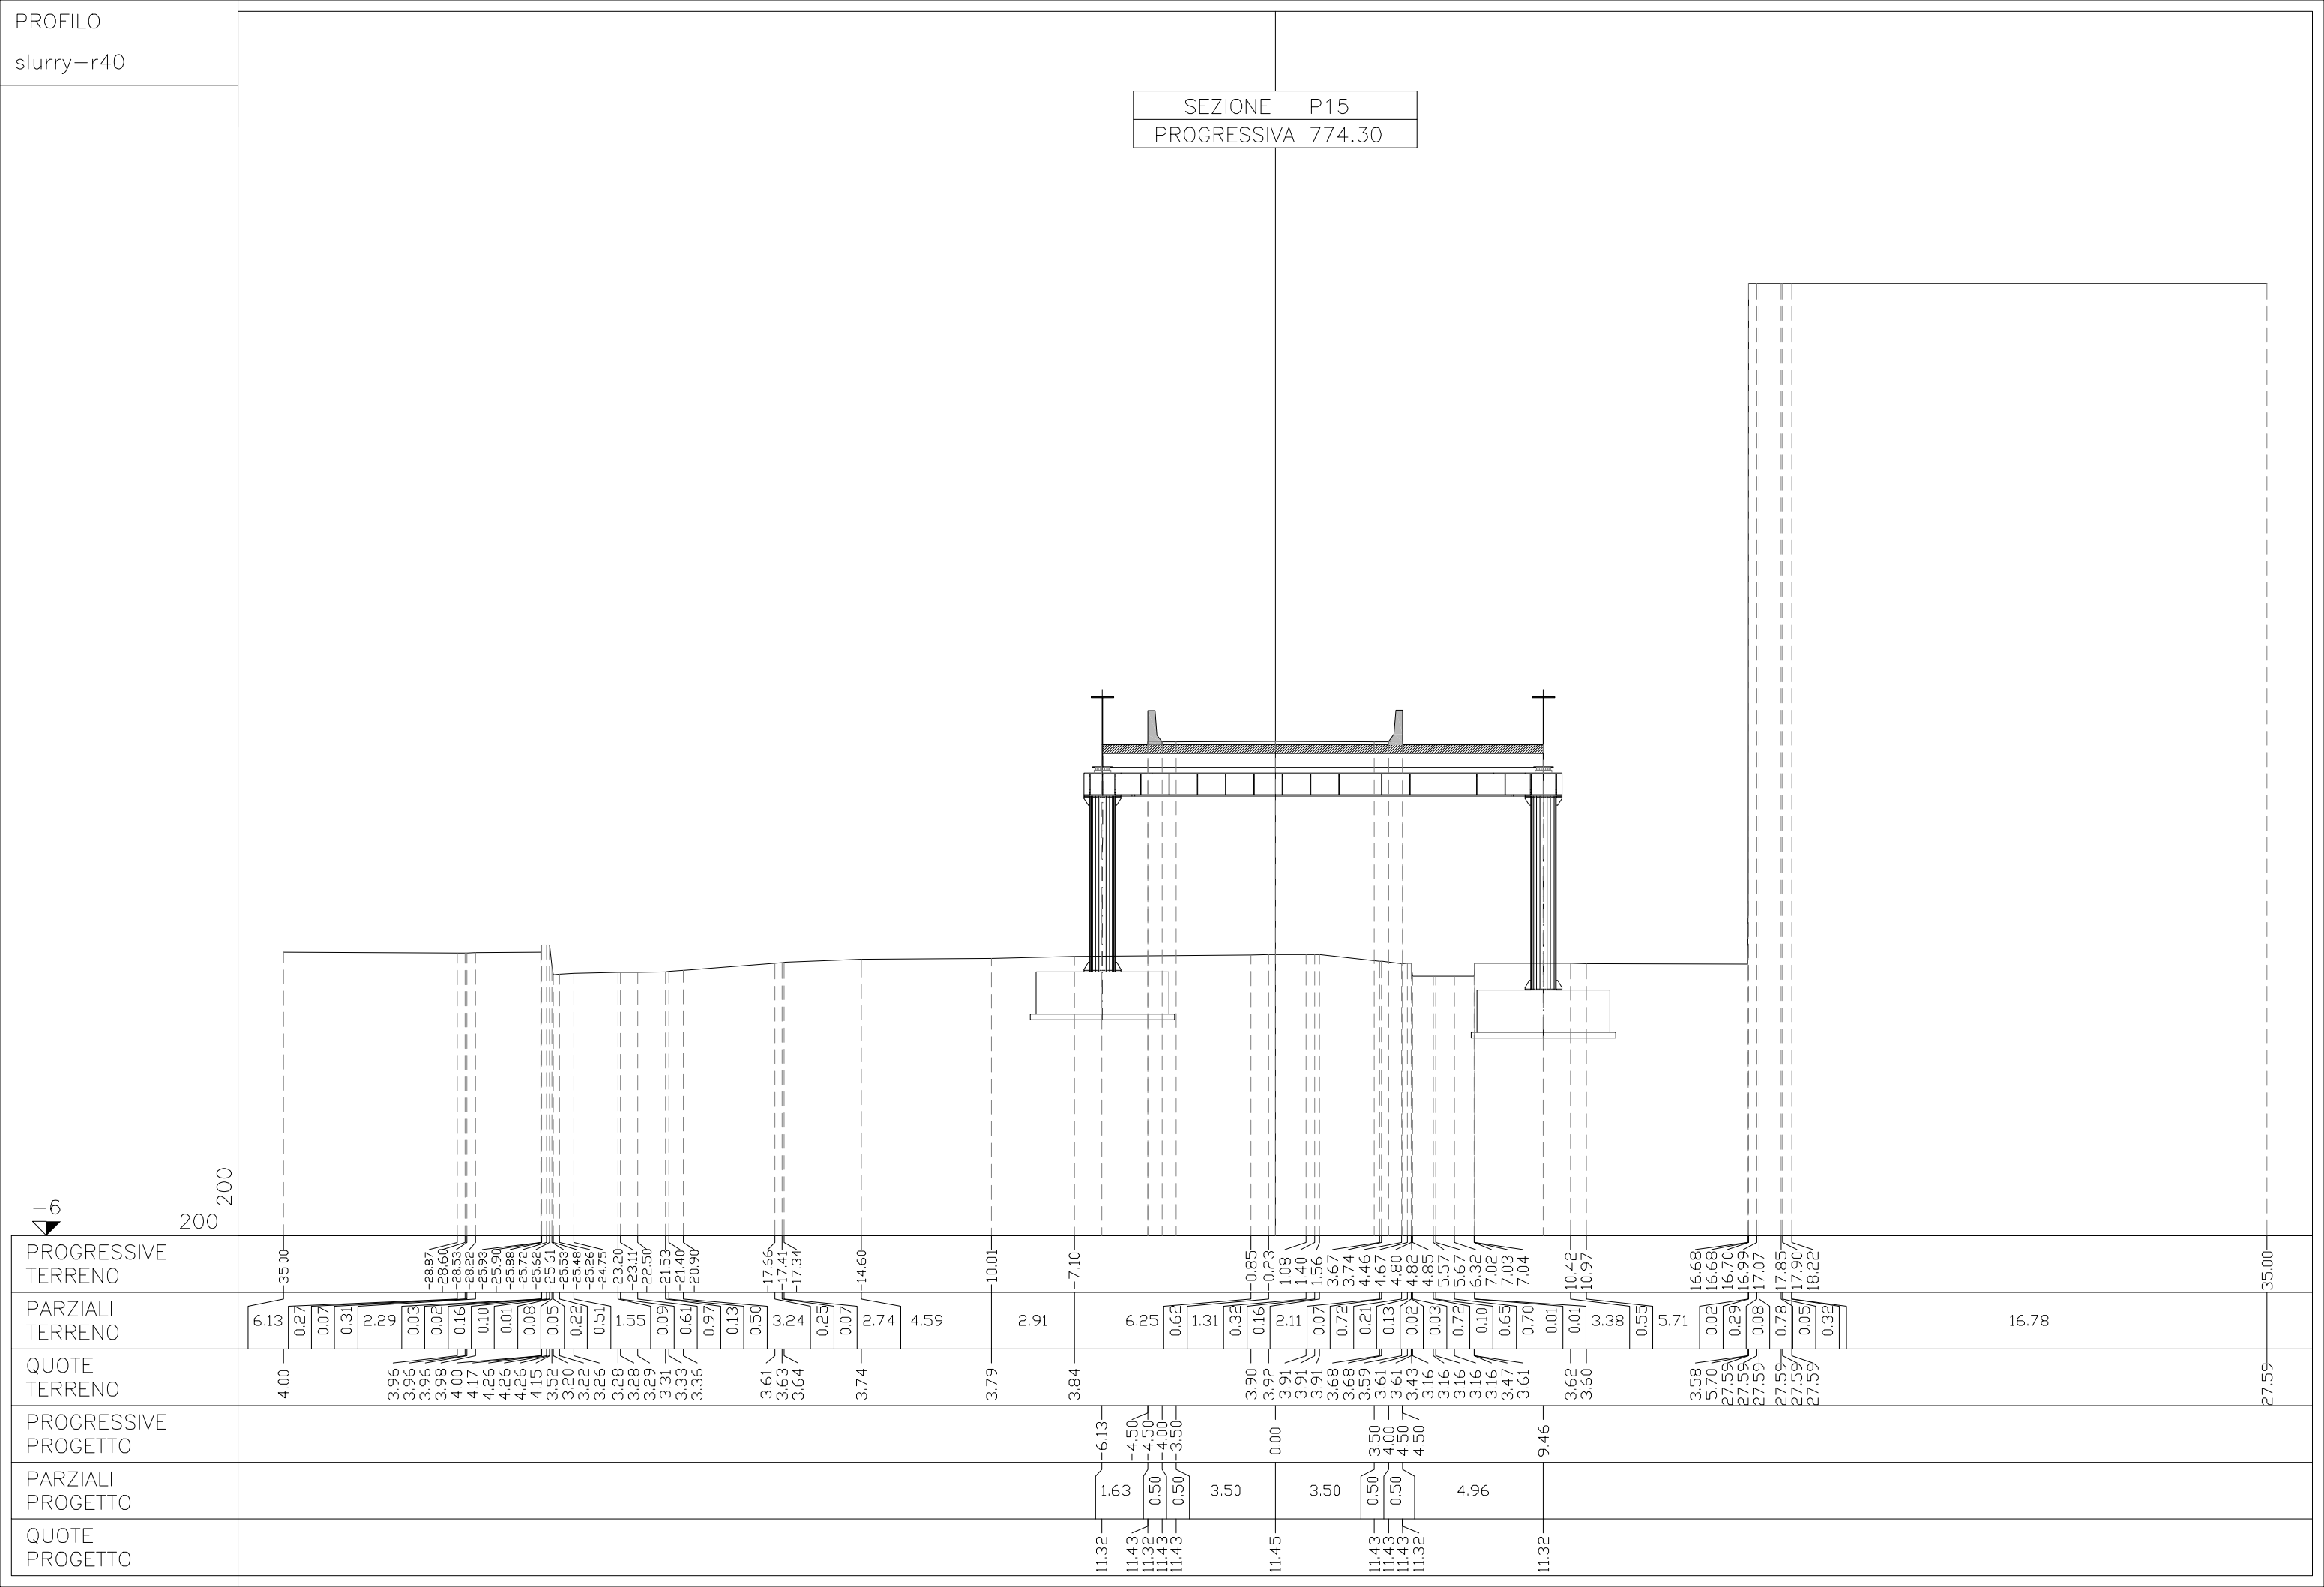 PROFILO
slurry-r40
SEZIONE P15
PROGRESSIVA 774.30
200
-6
200
PROGRESSIVE
TERRENO
-35.00 -28.87 -28.60 -28.53 -28.22 -25.93 -25.90 -25.88 -25.72 -25.62 -25.61 -25.53 -25.48 -25.26 -24.75 -23.20 -23.11 -22.50 -21.53 -21.40 -20.90 -17.66 -17.41 -17.34 -14.60 -10.01 -7.10 -0.85 -0.23 1.08 1.40 1.56 3.67 3.74 4.46 4.67 4.80 4.82 4.85 5.57 5.67 6.32 7.02 7.03 7.04 10.42 10.97 16.68 16.68 16.70 16.99 17.07 17.85 17.90 18.22 35.00
PARZIALI
TERRENO
6.13 0.27 0.07 0.31 2.29 0.03 0.02 0.16 0.10 0.01 0.08 0.05 0.22 0.51 1.55 0.09 0.61 0.97 0.13 0.50 3.24 0.25 0.07 2.74 4.59 2.91 6.25 0.62 1.31 0.32 0.16 2.11 0.07 0.72 0.21 0.13 0.02 0.03 0.72 0.10 0.65 0.70 0.01 0.01 3.38 0.55 5.71 0.02 0.29 0.08 0.78 0.05 0.32 16.78
QUOTE
TERRENO
4.00 3.96 3.96 3.96 3.98 4.00 4.17 4.26 4.26 4.26 4.15 3.52 3.20 3.22 3.26 3.28 3.28 3.29 3.31 3.33 3.36 3.61 3.63 3.64 3.74 3.79 3.84 3.90 3.92 3.91 3.91 3.91 3.68 3.68 3.59 3.61 3.61 3.43 3.16 3.16 3.16 3.16 3.16 3.47 3.61 3.62 3.60 3.58 5.70 27.59 27.59 27.59 27.59 27.59 27.59 27.59
PROGRESSIVE
PROGETTO
-6.13 -4.50 -4.50 -4.00 -3.50 0.00 3.50 4.00 4.50 4.50 9.46
PARZIALI
PROGETTO
1.63 0.50 0.50 3.50 3.50 0.50 0.50 4.96
QUOTE
PROGETTO
11.32 11.43 11.32 11.43 11.43 11.45 11.43 11.43 11.43 11.32 11.32